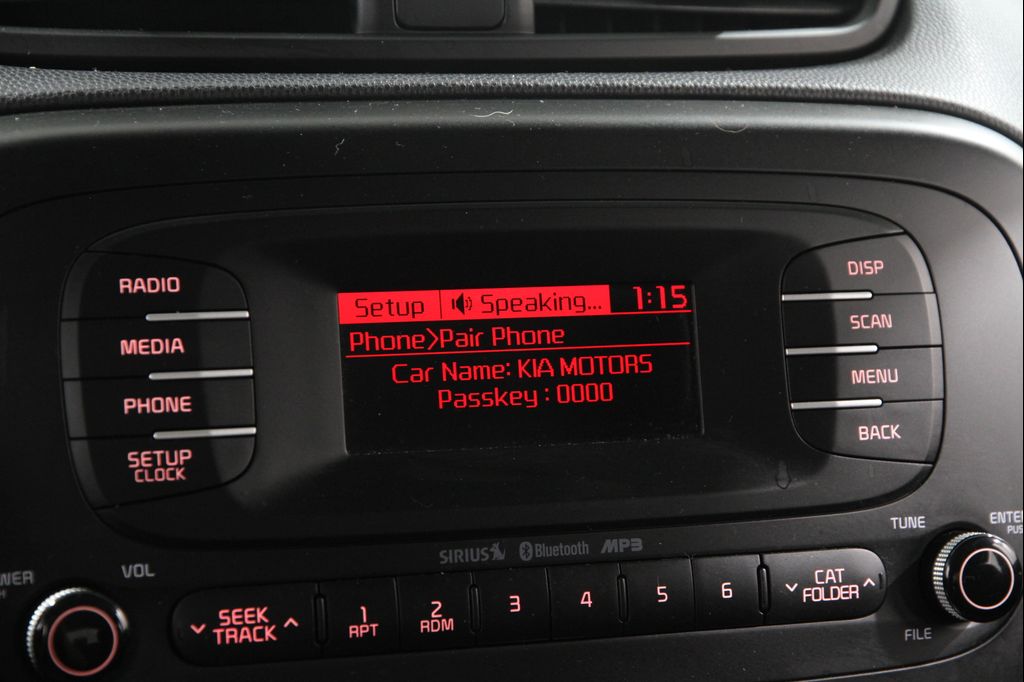 RADIO
MEDIA
PHONE
SETUP
CLOCK
Setup Speaking... 1:15
Phone>Pair Phone
Car Name: KIA MOTORS
Passkey : 0000
DISP
SCAN
MENU
BACK
SIRIUS Bluetooth MP3
VOL
TUNE
SEEK
TRACK
1
RPT
2
RDM
3
4
5
6
CAT
FOLDER
FILE